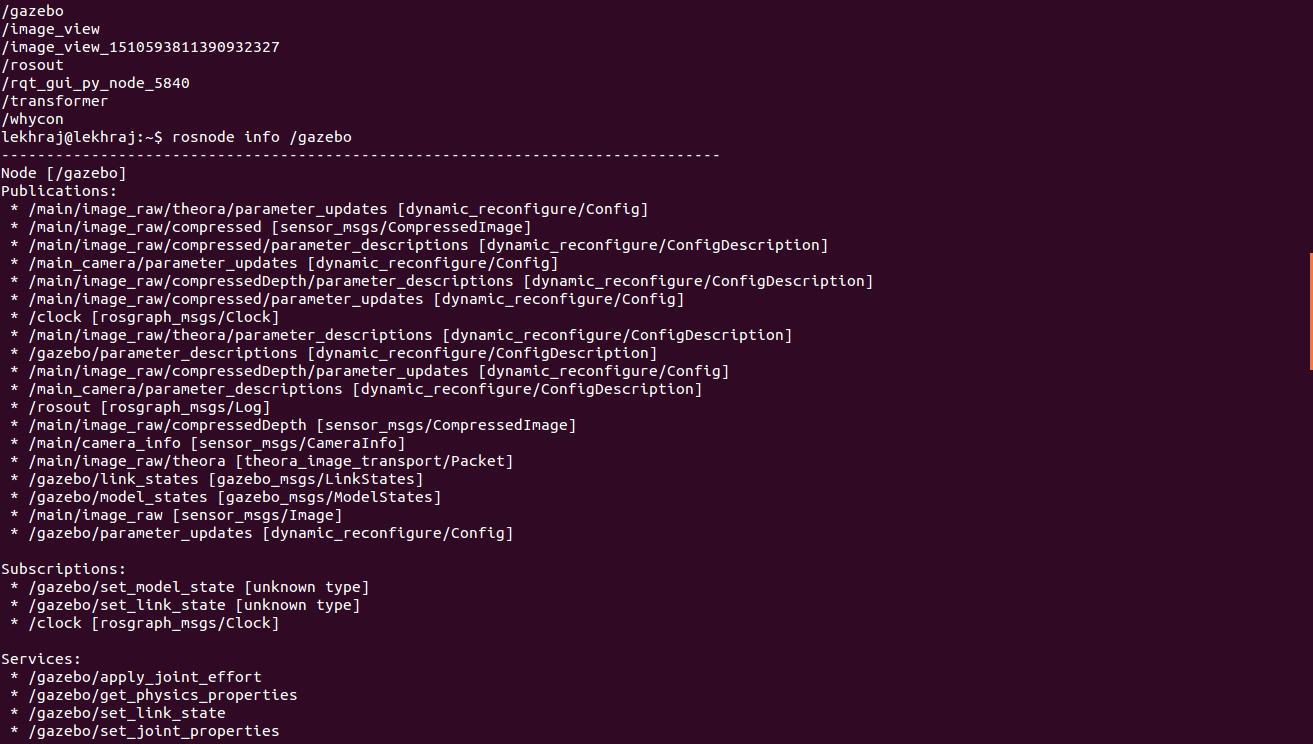 /gazebo
/image_view
/image_view_1510593811390932327
/rosout
/rqt_gui_py_node_5840
/transformer
/whycon
lekhraj@lekhraj:~$ rosnode info /gazebo
--------------------------------------------------------------------------------
Node [/gazebo]
Publications:
 * /main/image_raw/theora/parameter_updates [dynamic_reconfigure/Config]
 * /main/image_raw/compressed [sensor_msgs/CompressedImage]
 * /main/image_raw/compressed/parameter_descriptions [dynamic_reconfigure/ConfigDescription]
 * /main_camera/parameter_updates [dynamic_reconfigure/Config]
 * /main/image_raw/compressedDepth/parameter_descriptions [dynamic_reconfigure/ConfigDescription]
 * /main/image_raw/compressed/parameter_updates [dynamic_reconfigure/Config]
 * /clock [rosgraph_msgs/Clock]
 * /main/image_raw/theora/parameter_descriptions [dynamic_reconfigure/ConfigDescription]
 * /gazebo/parameter_descriptions [dynamic_reconfigure/ConfigDescription]
 * /main/image_raw/compressedDepth/parameter_updates [dynamic_reconfigure/Config]
 * /main_camera/parameter_descriptions [dynamic_reconfigure/ConfigDescription]
 * /rosout [rosgraph_msgs/Log]
 * /main/image_raw/compressedDepth [sensor_msgs/CompressedImage]
 * /main/camera_info [sensor_msgs/CameraInfo]
 * /main/image_raw/theora [theora_image_transport/Packet]
 * /gazebo/link_states [gazebo_msgs/LinkStates]
 * /gazebo/model_states [gazebo_msgs/ModelStates]
 * /main/image_raw [sensor_msgs/Image]
 * /gazebo/parameter_updates [dynamic_reconfigure/Config]

Subscriptions:
 * /gazebo/set_model_state [unknown type]
 * /gazebo/set_link_state [unknown type]
 * /clock [rosgraph_msgs/Clock]

Services:
 * /gazebo/apply_joint_effort
 * /gazebo/get_physics_properties
 * /gazebo/set_link_state
 * /gazebo/set_joint_properties